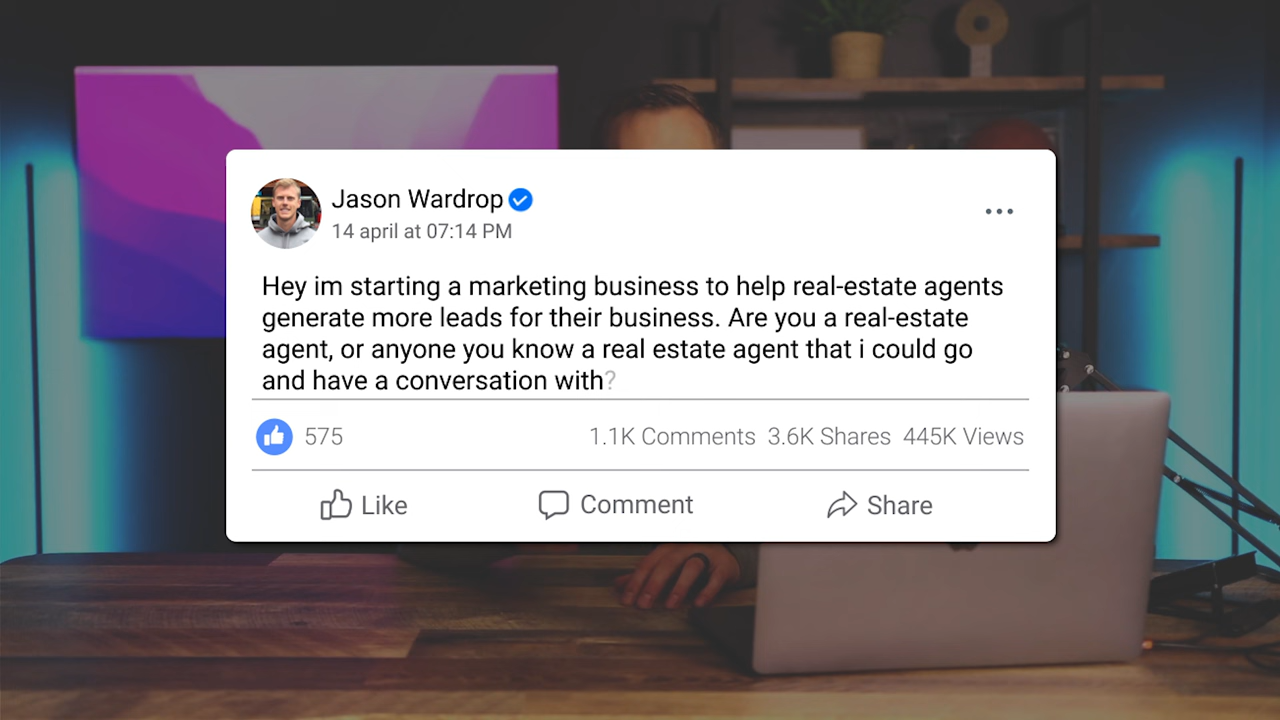 Jason Wardrop
14 april at 07:14 PM
Hey im starting a marketing business to help real-estate agents
generate more leads for their business. Are you a real-estate
agent, or anyone you know a real estate agent that i could go
and have a conversation with?
575
1.1K Comments 3.6K Shares 445K Views
Like Comment Share